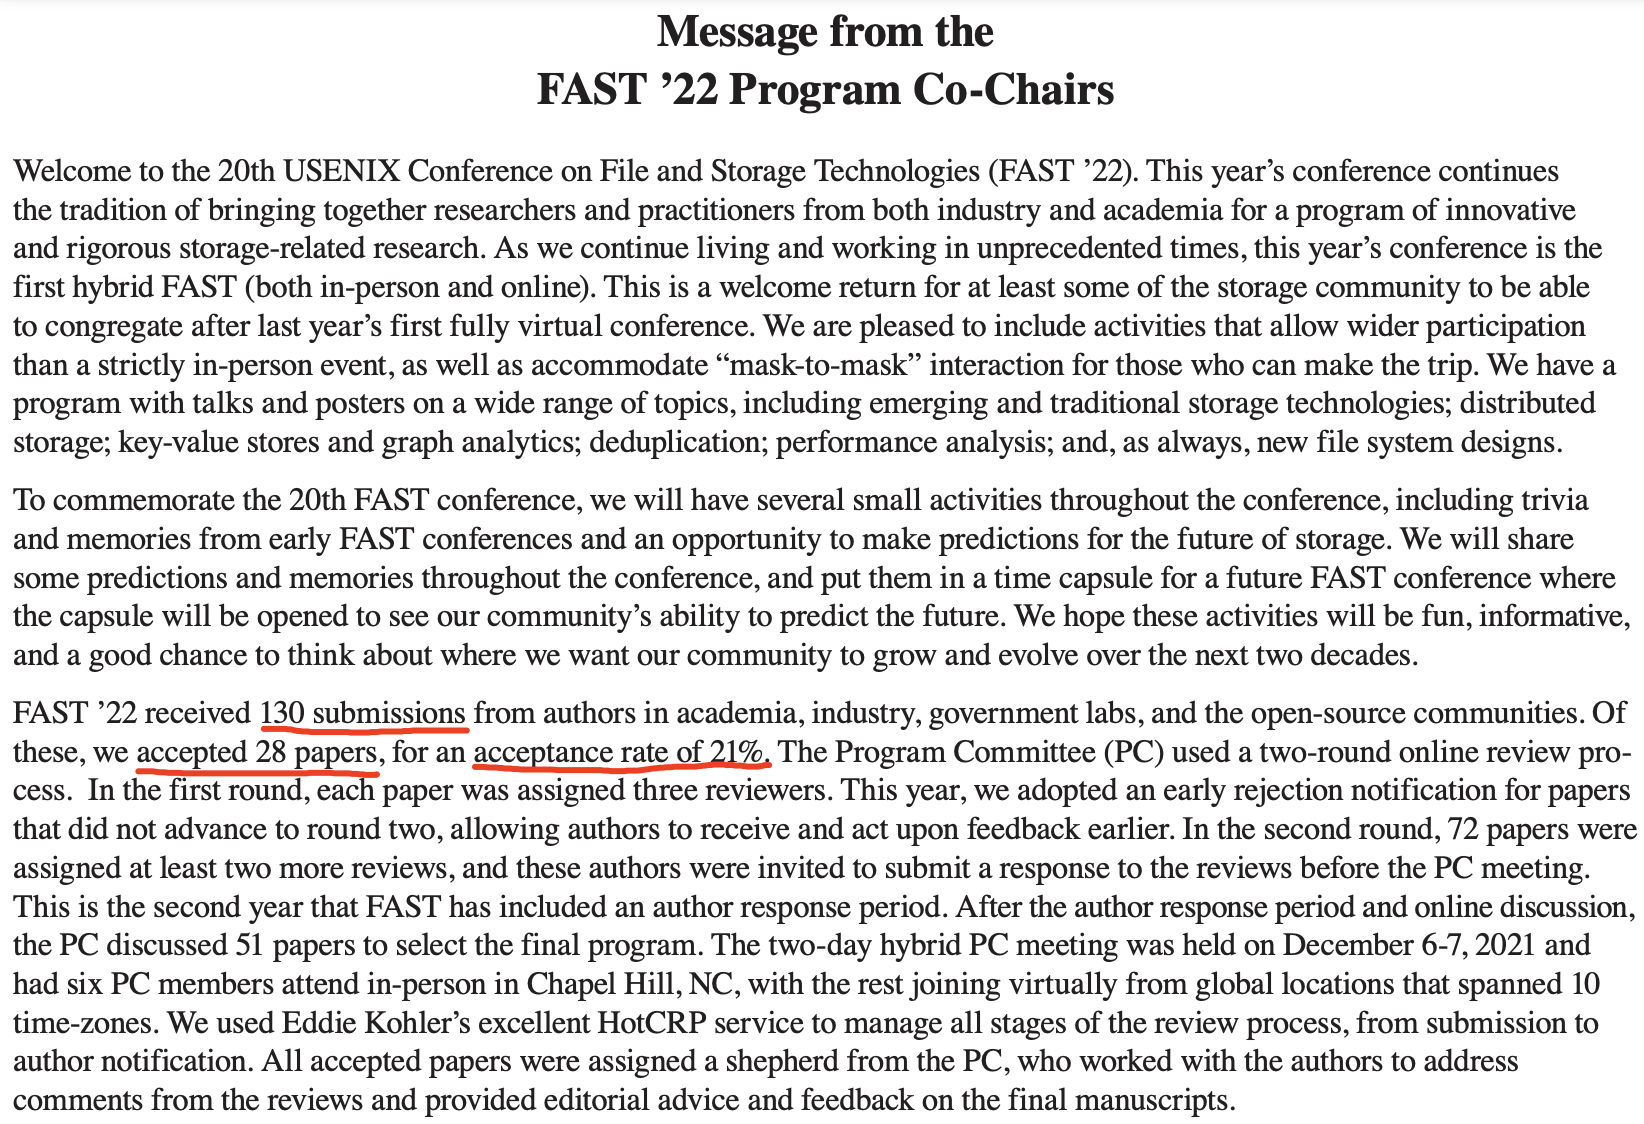 Message from the
FAST ’22 Program Co-Chairs
Welcome to the 20th USENIX Conference on File and Storage Technologies (FAST ’22). This year’s conference continues
the tradition of bringing together researchers and practitioners from both industry and academia for a program of innovative
and rigorous storage-related research. As we continue living and working in unprecedented times, this year’s conference is the
first hybrid FAST (both in-person and online). This is a welcome return for at least some of the storage community to be able
to congregate after last year’s first fully virtual conference. We are pleased to include activities that allow wider participation
than a strictly in-person event, as well as accommodate “mask-to-mask” interaction for those who can make the trip. We have a
program with talks and posters on a wide range of topics, including emerging and traditional storage technologies; distributed
storage; key-value stores and graph analytics; deduplication; performance analysis; and, as always, new file system designs.
To commemorate the 20th FAST conference, we will have several small activities throughout the conference, including trivia
and memories from early FAST conferences and an opportunity to make predictions for the future of storage. We will share
some predictions and memories throughout the conference, and put them in a time capsule for a future FAST conference where
the capsule will be opened to see our community’s ability to predict the future. We hope these activities will be fun, informative,
and a good chance to think about where we want our community to grow and evolve over the next two decades.
FAST ’22 received 130 submissions from authors in academia, industry, government labs, and the open-source communities. Of
these, we accepted 28 papers, for an acceptance rate of 21%. The Program Committee (PC) used a two-round online review pro-
cess. In the first round, each paper was assigned three reviewers. This year, we adopted an early rejection notification for papers
that did not advance to round two, allowing authors to receive and act upon feedback earlier. In the second round, 72 papers were
assigned at least two more reviews, and these authors were invited to submit a response to the reviews before the PC meeting.
This is the second year that FAST has included an author response period. After the author response period and online discussion,
the PC discussed 51 papers to select the final program. The two-day hybrid PC meeting was held on December 6-7, 2021 and
had six PC members attend in-person in Chapel Hill, NC, with the rest joining virtually from global locations that spanned 10
time-zones. We used Eddie Kohler’s excellent HotCRP service to manage all stages of the review process, from submission to
author notification. All accepted papers were assigned a shepherd from the PC, who worked with the authors to address
comments from the reviews and provided editorial advice and feedback on the final manuscripts.